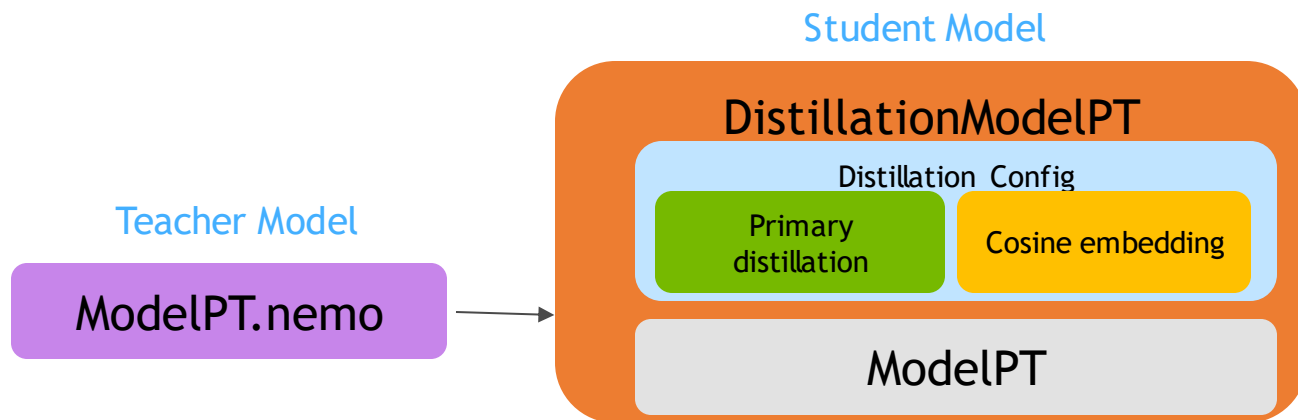 Student Model
DistillationModelPT
Distillation Config
Teacher Model
Primary
distillation
Cosine embedding
ModelPT.nemo
ModelPT